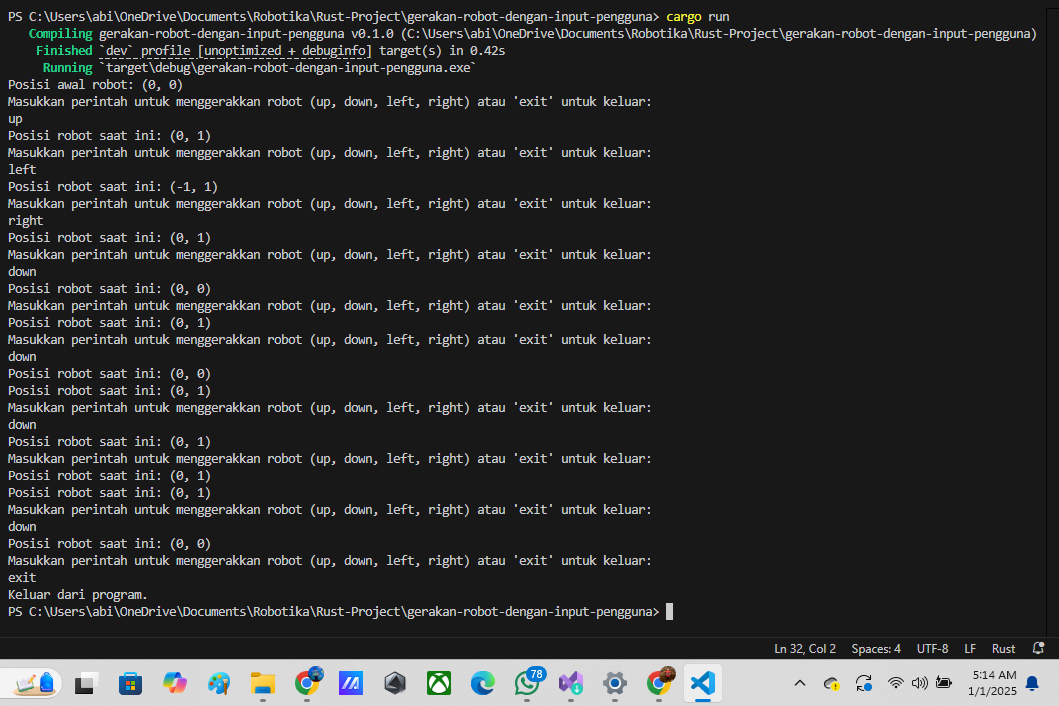 PS C:\Users\abi\OneDrive\Documents\Robotika\Rust-Project\gerakan-robot-dengan-input-pengguna> cargo run
Compiling gerakan-robot-dengan-input-pengguna v0.1.0 (C:\Users\abi\OneDrive\Documents\Robotika\Rust-Project\gerakan-robot-dengan-input-pengguna)
Finished `dev` profile [unoptimized + debuginfo] target(s) in 0.42s
Running `target\debug\gerakan-robot-dengan-input-pengguna.exe`
Posisi awal robot: (0, 0)
Masukkan perintah untuk menggerakkan robot (up, down, left, right) atau 'exit' untuk keluar:
up
Posisi robot saat ini: (0, 1)
Masukkan perintah untuk menggerakkan robot (up, down, left, right) atau 'exit' untuk keluar:
left
Posisi robot saat ini: (-1, 1)
Masukkan perintah untuk menggerakkan robot (up, down, left, right) atau 'exit' untuk keluar:
right
Posisi robot saat ini: (0, 1)
Masukkan perintah untuk menggerakkan robot (up, down, left, right) atau 'exit' untuk keluar:
down
Posisi robot saat ini: (0, 0)
Masukkan perintah untuk menggerakkan robot (up, down, left, right) atau 'exit' untuk keluar:
Posisi robot saat ini: (0, 1)
Masukkan perintah untuk menggerakkan robot (up, down, left, right) atau 'exit' untuk keluar:
down
Posisi robot saat ini: (0, 0)
Posisi robot saat ini: (0, 1)
Masukkan perintah untuk menggerakkan robot (up, down, left, right) atau 'exit' untuk keluar:
down
Posisi robot saat ini: (0, 1)
Masukkan perintah untuk menggerakkan robot (up, down, left, right) atau 'exit' untuk keluar:
Posisi robot saat ini: (0, 1)
Posisi robot saat ini: (0, 1)
Masukkan perintah untuk menggerakkan robot (up, down, left, right) atau 'exit' untuk keluar:
down
Posisi robot saat ini: (0, 0)
Masukkan perintah untuk menggerakkan robot (up, down, left, right) atau 'exit' untuk keluar:
exit
Keluar dari program.
PS C:\Users\abi\OneDrive\Documents\Robotika\Rust-Project\gerakan-robot-dengan-input-pengguna>
Ln 32, Col 2 Spaces: 4 UTF-8 LF Rust
78
5:14 AM
1/1/2025